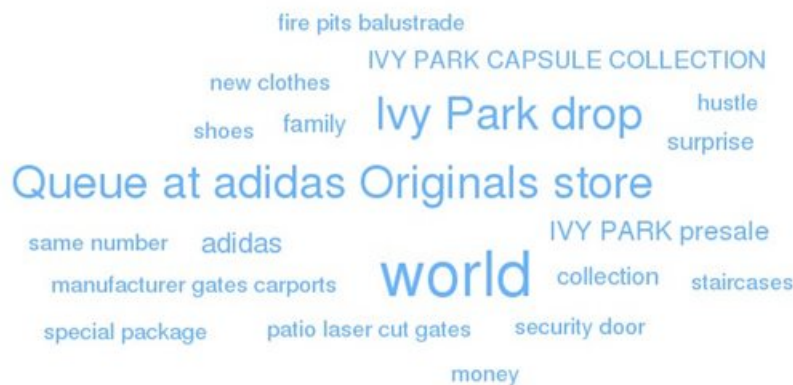 fire pits balustrade
IVY PARK CAPSULE COLLECTION
new clothes
Ivy Park drop
hustle
shoes
family
surprise
Queue at adidas Originals store
IVY PARK presale
same number
adidas
world
collection
staircases
manufacturer gates carports
special package
patio laser cut gates
security door
money